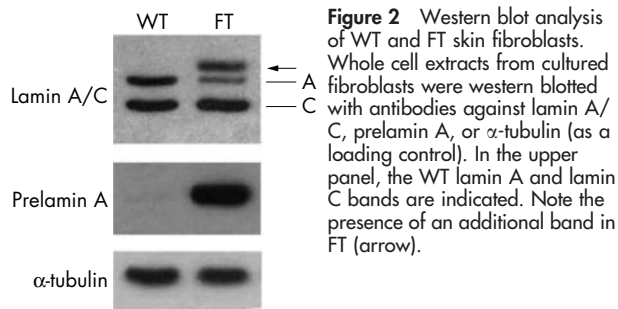 WT FT
Lamin A/C
A
C
Prelamin A
α-tubulin
Figure 2 Western blot analysis
of WT and FT skin fibroblasts.
Whole cell extracts from cultured
fibroblasts were western blotted
with antibodies against lamin A/
C, prelamin A, or α-tubulin (as a
loading control). In the upper
panel, the WT lamin A and lamin
C bands are indicated. Note the
presence of an additional band in
FT (arrow).